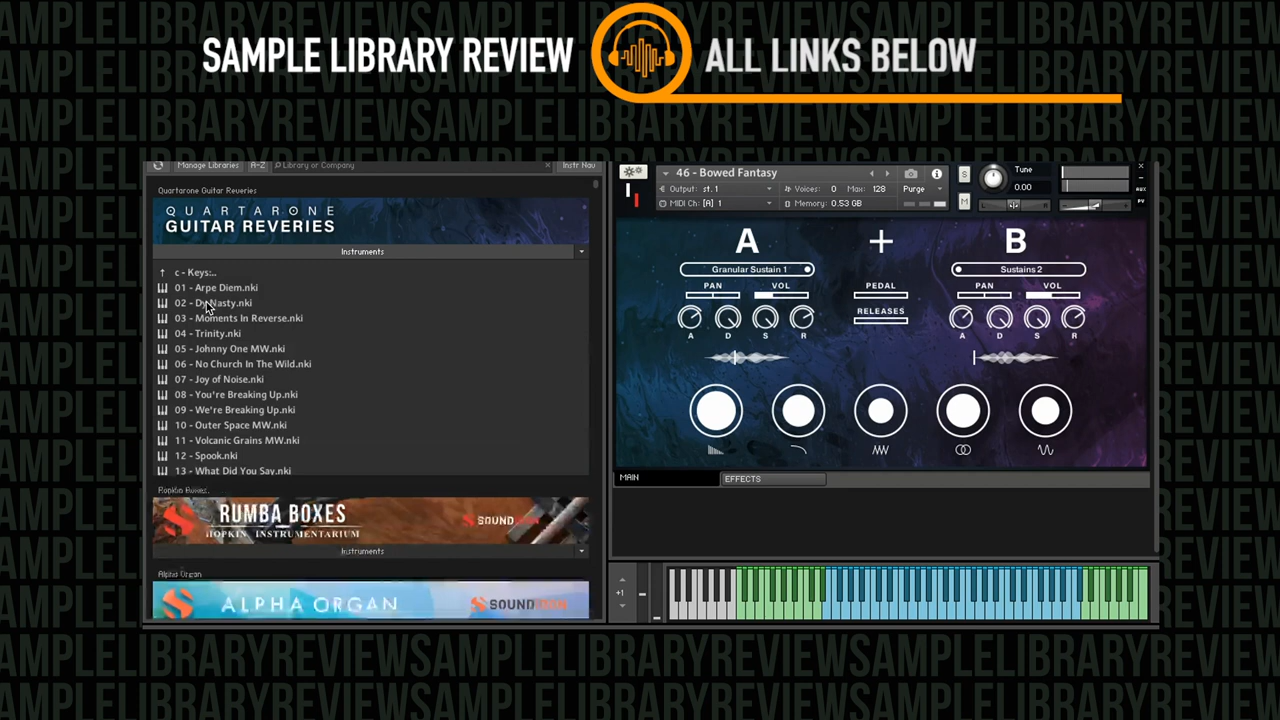 SAMPLE LIBRARY REVIEW
ALL LINKS BELOW
Manage Libraries A-Z Library or Company Instr Nav
Quartarone Guitar Reveries
QUARTARONE
GUITAR REVERIES
Instruments
c - Keys:..
01 - Arpe Diem.nki
02 - DyNasty.nki
03 - Moments In Reverse.nki
04 - Trinity.nki
05 - Johnny One MW.nki
06 - No Church In The Wild.nki
07 - Joy of Noise.nki
08 - You're Breaking Up.nki
09 - We're Breaking Up.nki
10 - Outer Space MW.nki
11 - Volcanic Grains MW.nki
12 - Spook.nki
13 - What Did You Say.nki
RUMBA BOXES
HOPKIN INSTRUMENTARIUM
Instruments
Alpha Organ
ALPHA ORGAN
46 - Bowed Fantasy
Output: st. 1 Voices: 0 Max: 128 Purge
MIDI Ch: [A] 1 Memory: 0.53 GB
S
M
Tune
0.00
AUX
PV
A + B
Granular Sustain 1 Sustains 2
PAN VOL PEDAL PAN VOL
RELEASES
A D S R A D S R
MAIN EFFECTS
+1